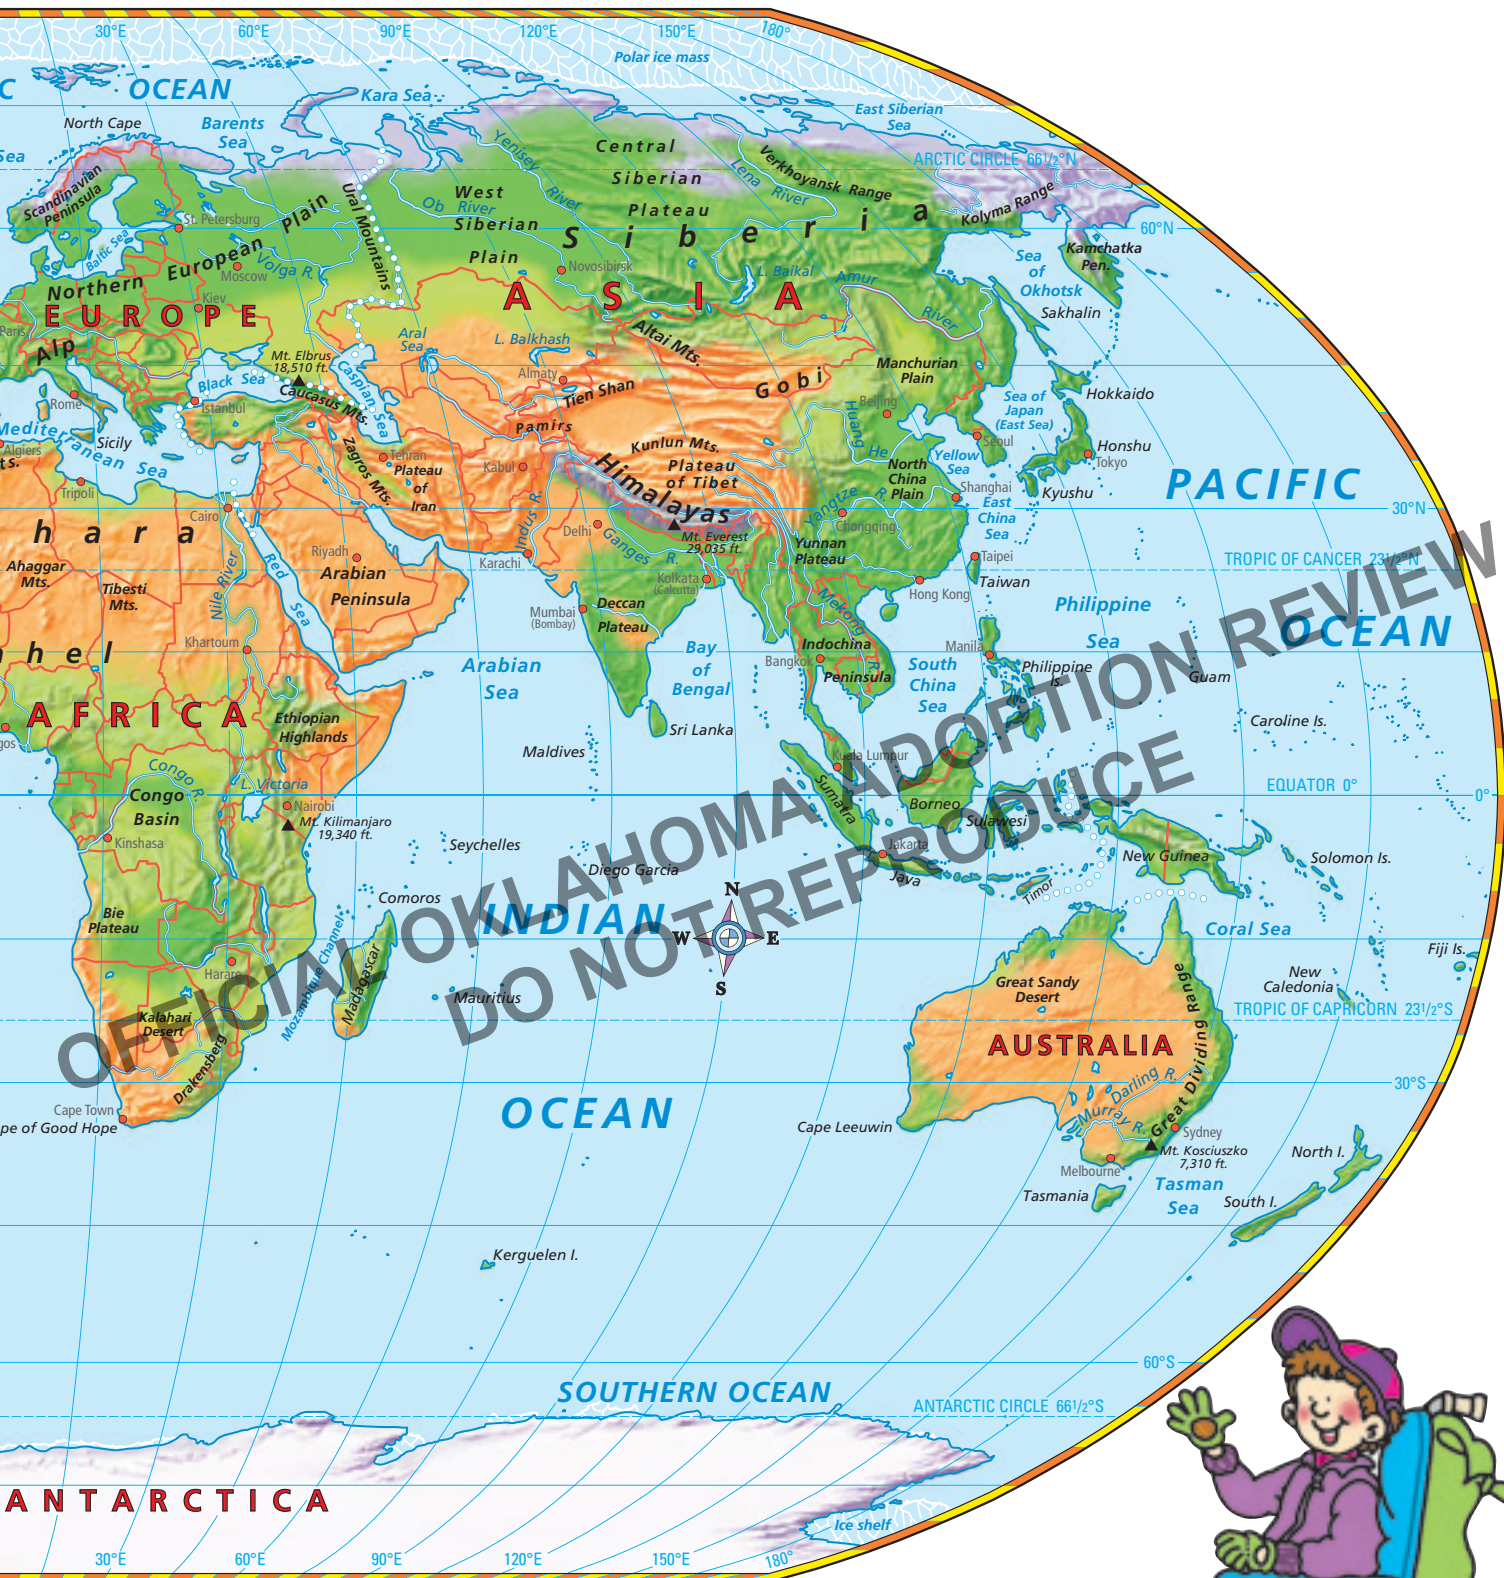 30°E
60°E
90°E
120°E
150°E
180°
Polar ice mass
C OCEAN
Kara Sea
East Siberian
Sea
North Cape
Barents
Sea
Sea
ARCTIC CIRCLE 66½°N
Scandinavian
Peninsula
Yenisey
River
Central
Siberian
Plateau
Verkhoyansk Range
Lena
River
Kolyma Range
60°N
West
Siberian
Plain
Ob River
Ural Mountains
Siberia
St. Petersburg
Baltic Sea
Northern European Plain
Moscow
Volga R.
Kiev
Novosibirsk
L. Baikal
Amur
River
Sea
of
Okhotsk
Kamchatka
Pen.
Sakhalin
EUROPE
ASIA
Paris
Alp
Mt. Elbrus
18,510 ft.
Aral
Sea
L. Balkhash
Altai Mts.
Manchurian
Plain
Black Sea
Caucasus Mts.
Caspian Sea
Almaty
Tien Shan
Gobi
Beijing
Sea of
Japan
(East Sea)
Hokkaido
Rome
Istanbul
Pamirs
Kunlun Mts.
Huang
He
Seoul
Honshu
Tokyo
Mediterranean Sea
Sicily
Algiers
ts.
Tehran
Zagros Mts.
Plateau
of
Iran
Kabul
Himalayas
Plateau
of Tibet
North
China
Plain
Yellow
Sea
Kyushu
PACIFIC
Tripoli
Cairo
Shanghai
East
China
Sea
30°N
Indus R.
Yangtze R.
Chongqing
hara
Delhi
Ganges R.
Mt. Everest
29,035 ft.
Yunnan
Plateau
Ahaggar
Mts.
Tibesti
Mts.
Nile River
Red
Sea
Riyadh
Arabian
Peninsula
Karachi
Kolkata
(Calcutta)
Taipei
Taiwan
TROPIC OF CANCER 23½°N
Hong Kong
Mumbai
(Bombay)
Deccan
Plateau
Mekong
R.
Philippine
Sea
OCEAN
Khartoum
ahel
Arabian
Sea
Bay
of
Bengal
Indochina
Peninsula
Bangkok
South
China
Sea
Manila
Philippine
Is.
Guam
AFRICA
Ethiopian
Highlands
Sri Lanka
Caroline Is.
gos
Maldives
Kuala Lumpur
Congo R.
L. Victoria
EQUATOR 0°
0°
Congo
Basin
Nairobi
Mt. Kilimanjaro
19,340 ft.
Sumatra
Borneo
Sulawesi
Kinshasa
Seychelles
Diego Garcia
Jakarta
Java
New Guinea
Solomon Is.
Timor
Comoros
Bie
Plateau
INDIAN
N
W E
S
Coral Sea
Fiji Is.
Harare
Mozambique Channel
Madagascar
Mauritius
Great Sandy
Desert
Great Dividing Range
New
Caledonia
TROPIC OF CAPRICORN 23½°S
Kalahari
Desert
Drakensberg
AUSTRALIA
Darling R.
Murray R.
30°S
OCEAN
Cape Town
pe of Good Hope
Cape Leeuwin
Sydney
Mt. Kosciuszko
7,310 ft.
Melbourne
North I.
Tasmania
Tasman
Sea
South I.
Kerguelen I.
60°S
SOUTHERN OCEAN
ANTARCTIC CIRCLE 66½°S
ANTARCTICA
Ice shelf
30°E
60°E
90°E
120°E
150°E
180°
OFFICIAL OKLAHOMA ADOPTION REVIEW
DO NOT REPRODUCE